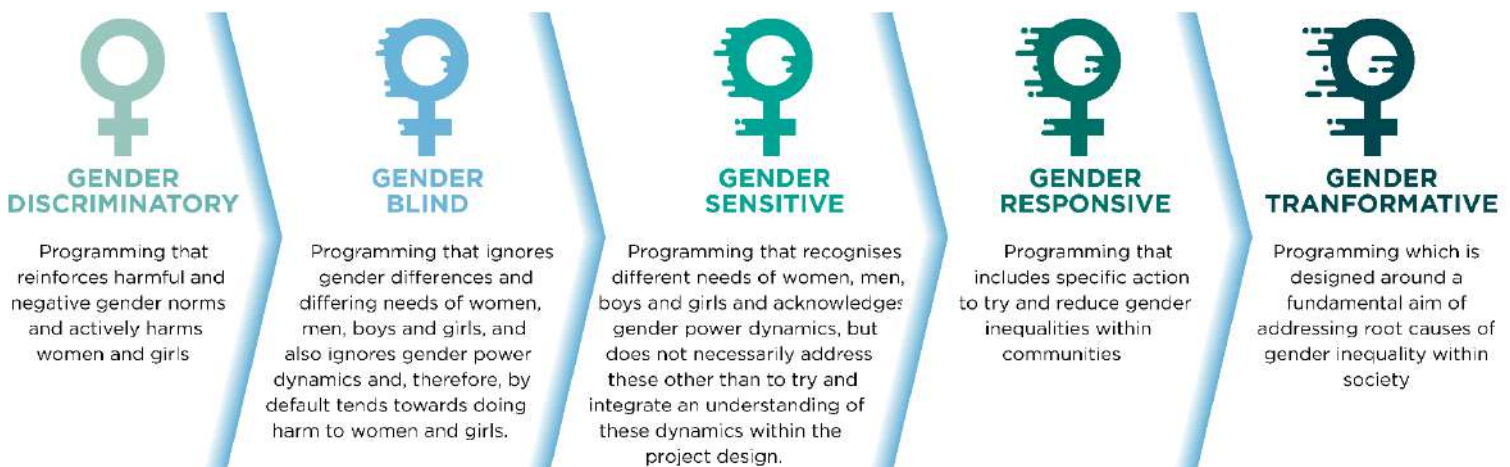 GENDER
DISCRIMINATORY
Programming that
reinforces harmful and
negative gender norms
and actively harms
women and girls
GENDER
BLIND
Programming that ignores
gender differences and
differing needs of women,
men, boys and girls, and
also ignores gender power
dynamics and, therefore, by
default tends towards doing
harm to women and girls.
GENDER
SENSITIVE
Programming that recognises
different needs of women, men,
boys and girls and acknowledges
gender power dynamics, but
does not necessarily address
these other than to try and
integrate an understanding of
these dynamics within the
project design.
GENDER
RESPONSIVE
Programming that
includes specific action
to try and reduce gender
inequalities within
communities
GENDER
TRANFORMATIVE
Programming which is
designed around a
fundamental aim of
addressing root causes of
gender inequality within
society